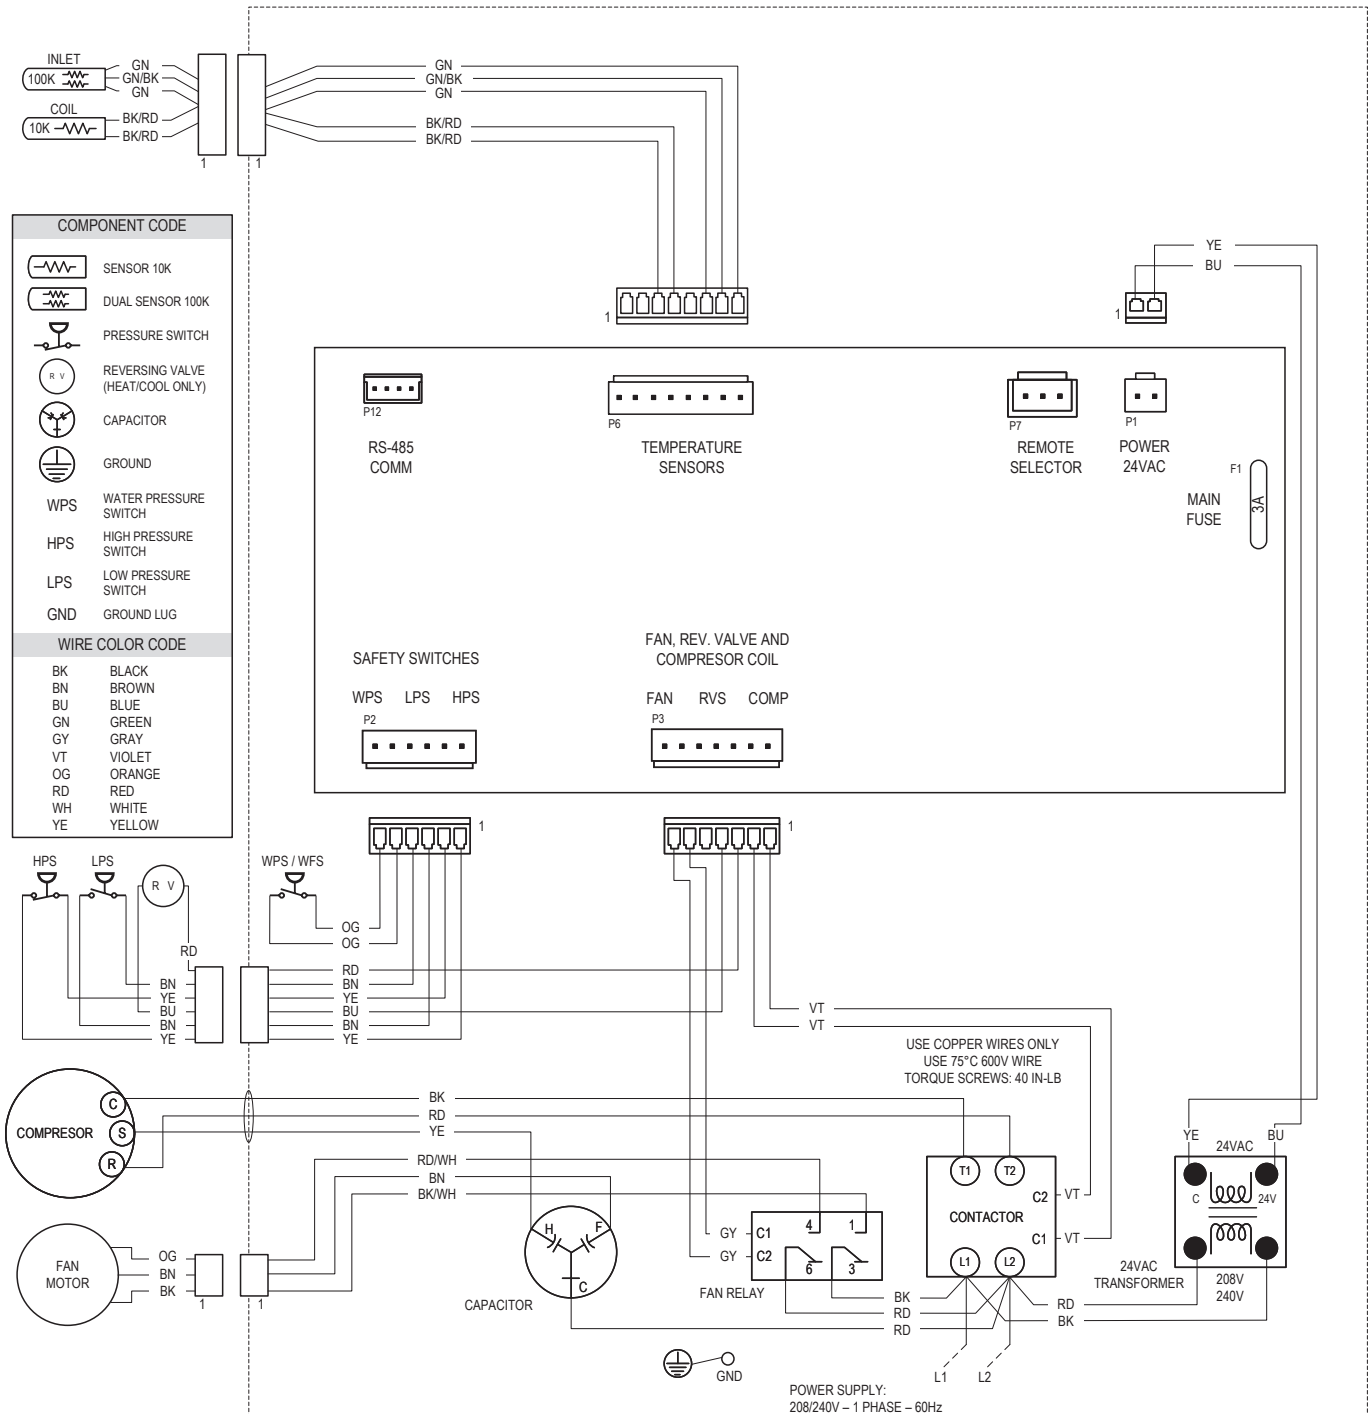 INLET
100K
GN
GN/BK
GN
COIL
10K
BK/RD
BK/RD
1
1
GN
GN/BK
GN
BK/RD
BK/RD
COMPONENT CODE
SENSOR 10K
DUAL SENSOR 100K
PRESSURE SWITCH
R V
REVERSING VALVE
(HEAT/COOL ONLY)
CAPACITOR
GROUND
WPS
WATER PRESSURE
SWITCH
HPS
HIGH PRESSURE
SWITCH
LPS
LOW PRESSURE
SWITCH
GND
GROUND LUG
WIRE COLOR CODE
BK BLACK
BN BROWN
BU BLUE
GN GREEN
GY GRAY
VT VIOLET
OG ORANGE
RD RED
WH WHITE
YE YELLOW
YE
BU
1
1
P12
RS-485
COMM
P6
TEMPERATURE
SENSORS
P7
REMOTE
SELECTOR
P1
POWER
24VAC
F1
MAIN
FUSE
3A
SAFETY SWITCHES
WPS LPS HPS
P2
FAN, REV. VALVE AND
COMPRESOR COIL
FAN RVS COMP
P3
1
1
HPS
LPS
R V
RD
BN
YE
BU
BN
YE
WPS / WFS
OG
OG
RD
BN
YE
BU
BN
YE
VT
VT
USE COPPER WIRES ONLY
USE 75°C 600V WIRE
TORQUE SCREWS: 40 IN-LB
COMPRESOR
C
S
R
BK
RD
YE
RD/WH
BN
BK/WH
FAN
MOTOR
OG
BN
BK
1
1
H
F
C
CAPACITOR
GY
GY
C1
C2
4
1
6
3
FAN RELAY
T1
T2
C2
VT
CONTACTOR
C1
VT
L1
L2
BK
RD
RD
YE
BU
24VAC
C
24V
24VAC
TRANSFORMER
208V
240V
RD
BK
L1
L2
GND
POWER SUPPLY:
208/240V – 1 PHASE – 60Hz